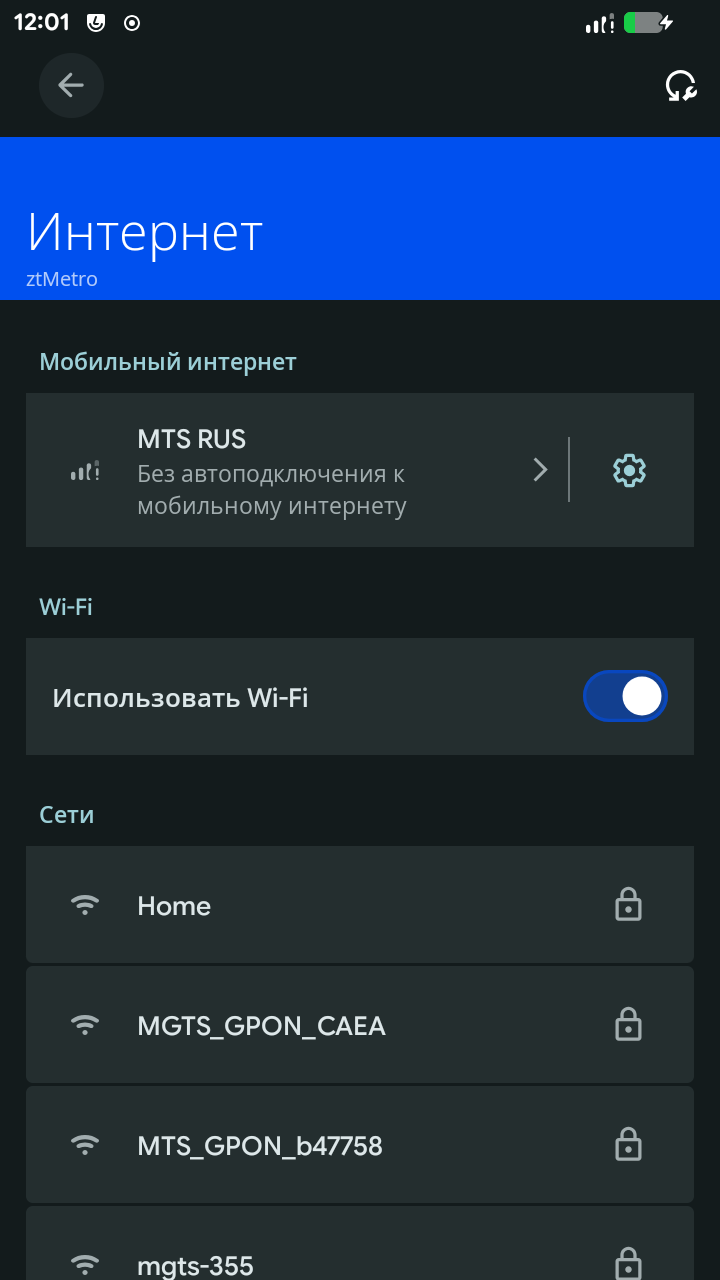 12:01
Интернет
ztMetro
Мобильный интернет
MTS RUS
Без автоподключения к
мобильному интернету
Wi-Fi
Использовать Wi-Fi
Сети
Home
MGTS_GPON_CAEA
MTS_GPON_b47758
mgts-355